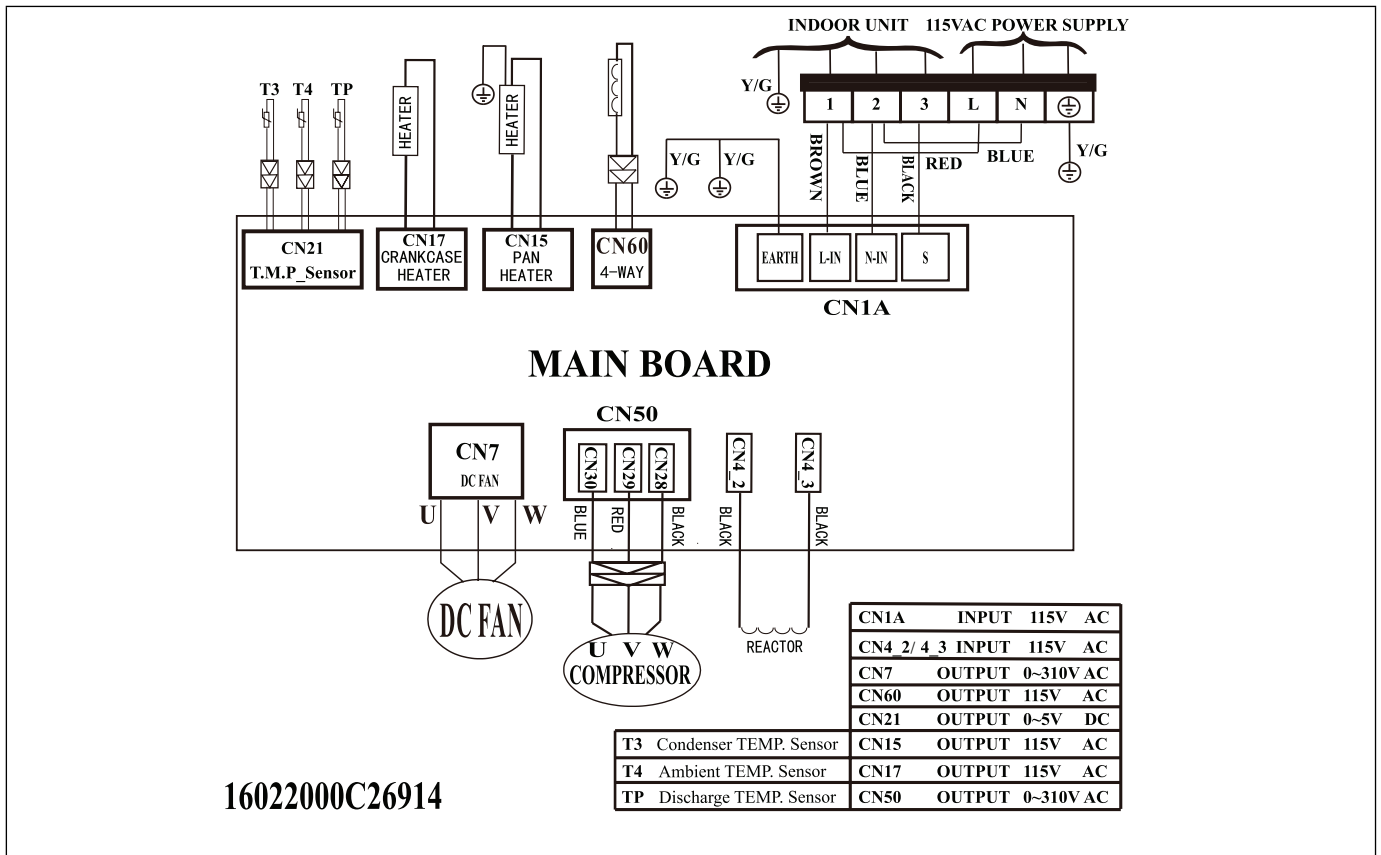 INDOOR UNIT 115VAC POWER SUPPLY
T3 T4 TP
HEATER
HEATER
Y/G
1 2 3 L N
Y/G Y/G
BROWN
BLUE
BLACK
RED
BLUE
Y/G
CN21
T.M.P_Sensor
CN17
CRANKCASE
HEATER
CN15
PAN
HEATER
CN60
4-WAY
EARTH L-IN N-IN S
CN1A
MAIN BOARD
CN50
CN7
DC FAN
CN30
CN29
CN28
CN4_2
CN4_3
U V W
BLUE
RED
BLACK
BLACK
BLACK
DC FAN
U V W
COMPRESSOR
REACTOR
CN1A INPUT 115V AC
CN4_2/ 4_3 INPUT 115V AC
CN7 OUTPUT 0~310V AC
CN60 OUTPUT 115V AC
CN21 OUTPUT 0~5V DC
T3 Condenser TEMP. Sensor CN15 OUTPUT 115V AC
T4 Ambient TEMP. Sensor CN17 OUTPUT 115V AC
TP Discharge TEMP. Sensor CN50 OUTPUT 0~310V AC
16022000C26914